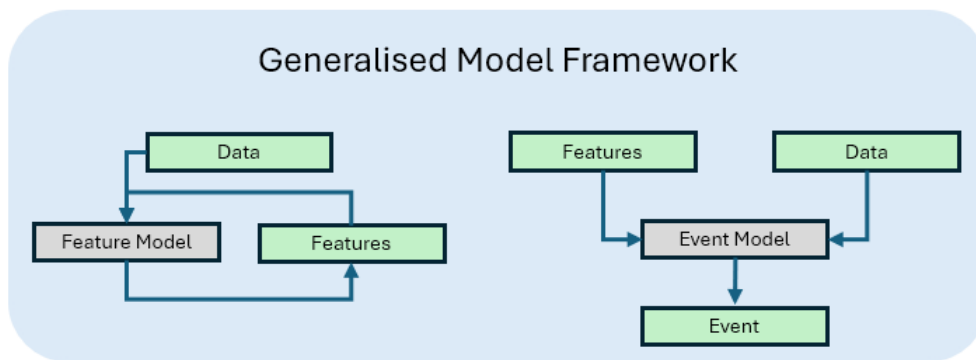 Generalised Model Framework
Data
Feature Model
Features
Features
Data
Event Model
Event